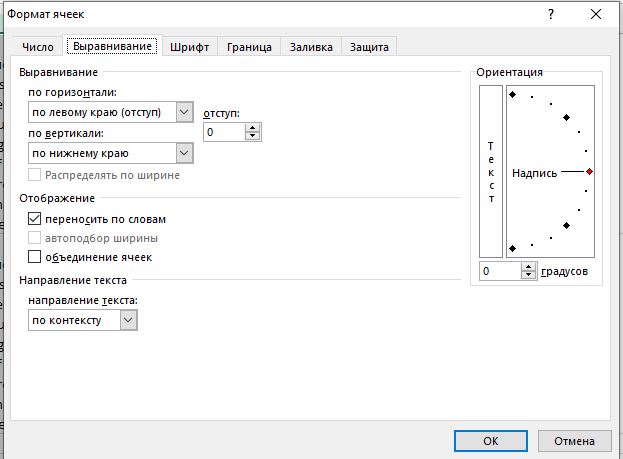 Формат ячеек
?
Число Выравнивание Шрифт Граница Заливка Защита
Выравнивание
по горизонтали:
по левому краю (отступ)
отступ:
0
по вертикали:
по нижнему краю
Распределять по ширине
Отображение
переносить по словам
автоподбор ширины
объединение ячеек
Направление текста
направление текста:
по контексту
Ориентация
Текст
Надпись
0 градусов
ОК Отмена